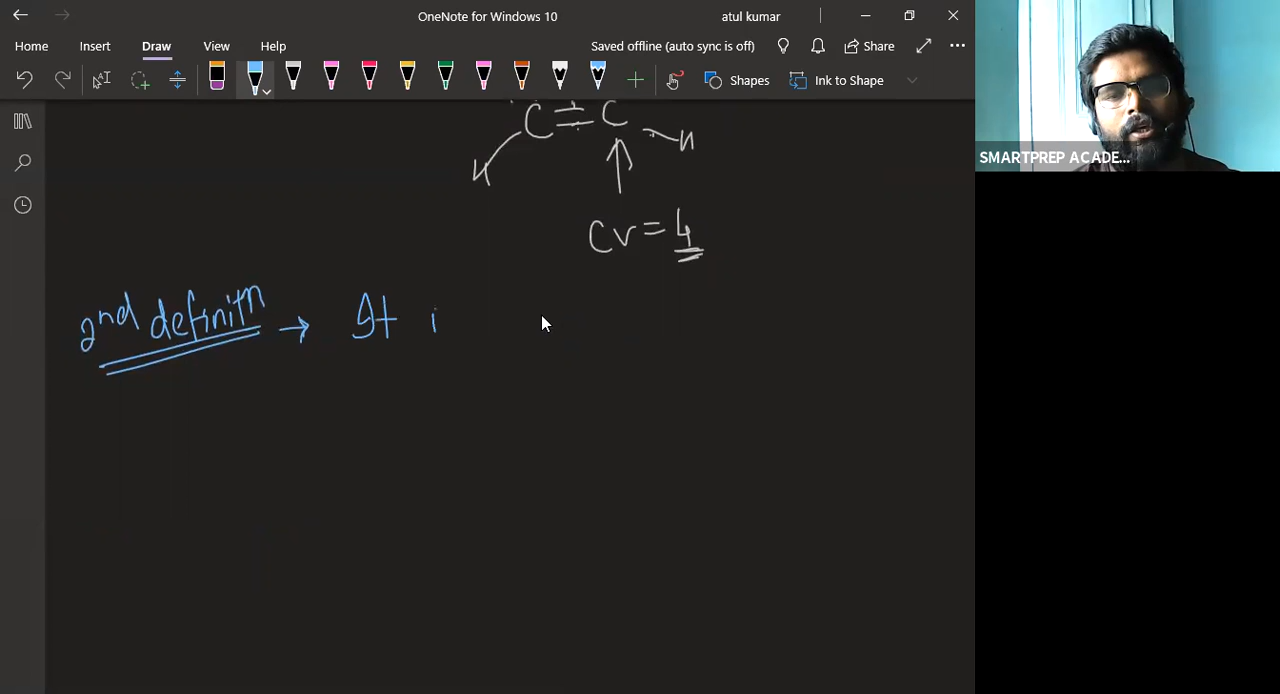 OneNote for Windows 10
atul kumar
Home Insert Draw View Help
Saved offline (auto sync is off)
Share
Shapes
Ink to Shape
SMARTPREP ACADE...
C = C
H
H
CV = 4
2nd definitn → It i